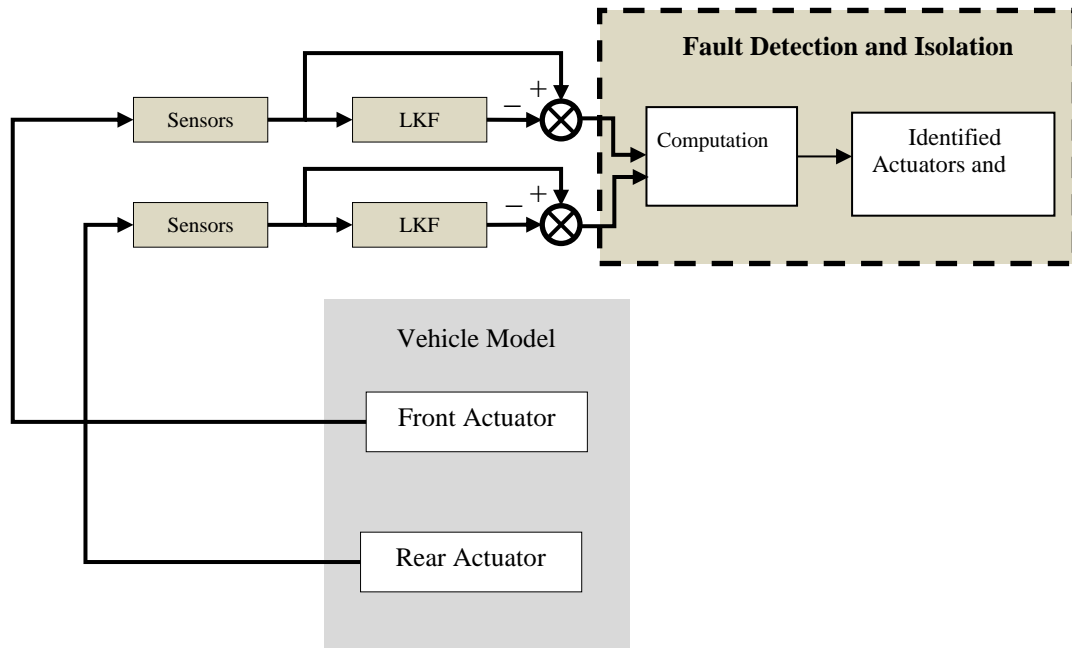 Fault Detection and Isolation
+
Sensors
LKF
−
Computation
Identified
Actuators and
+
Sensors
LKF
−
Vehicle Model
Front Actuator
Rear Actuator